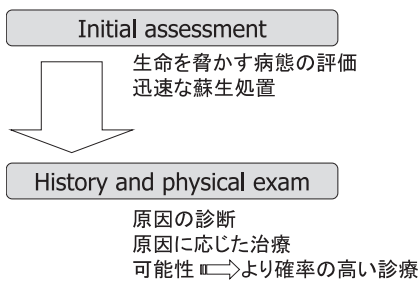 Initial assessment
生命を脅かす病態の評価
迅速な蘇生処置
History and physical exam
原因の診断
原因に応じた治療
可能性 ⇨ より確率の高い診療